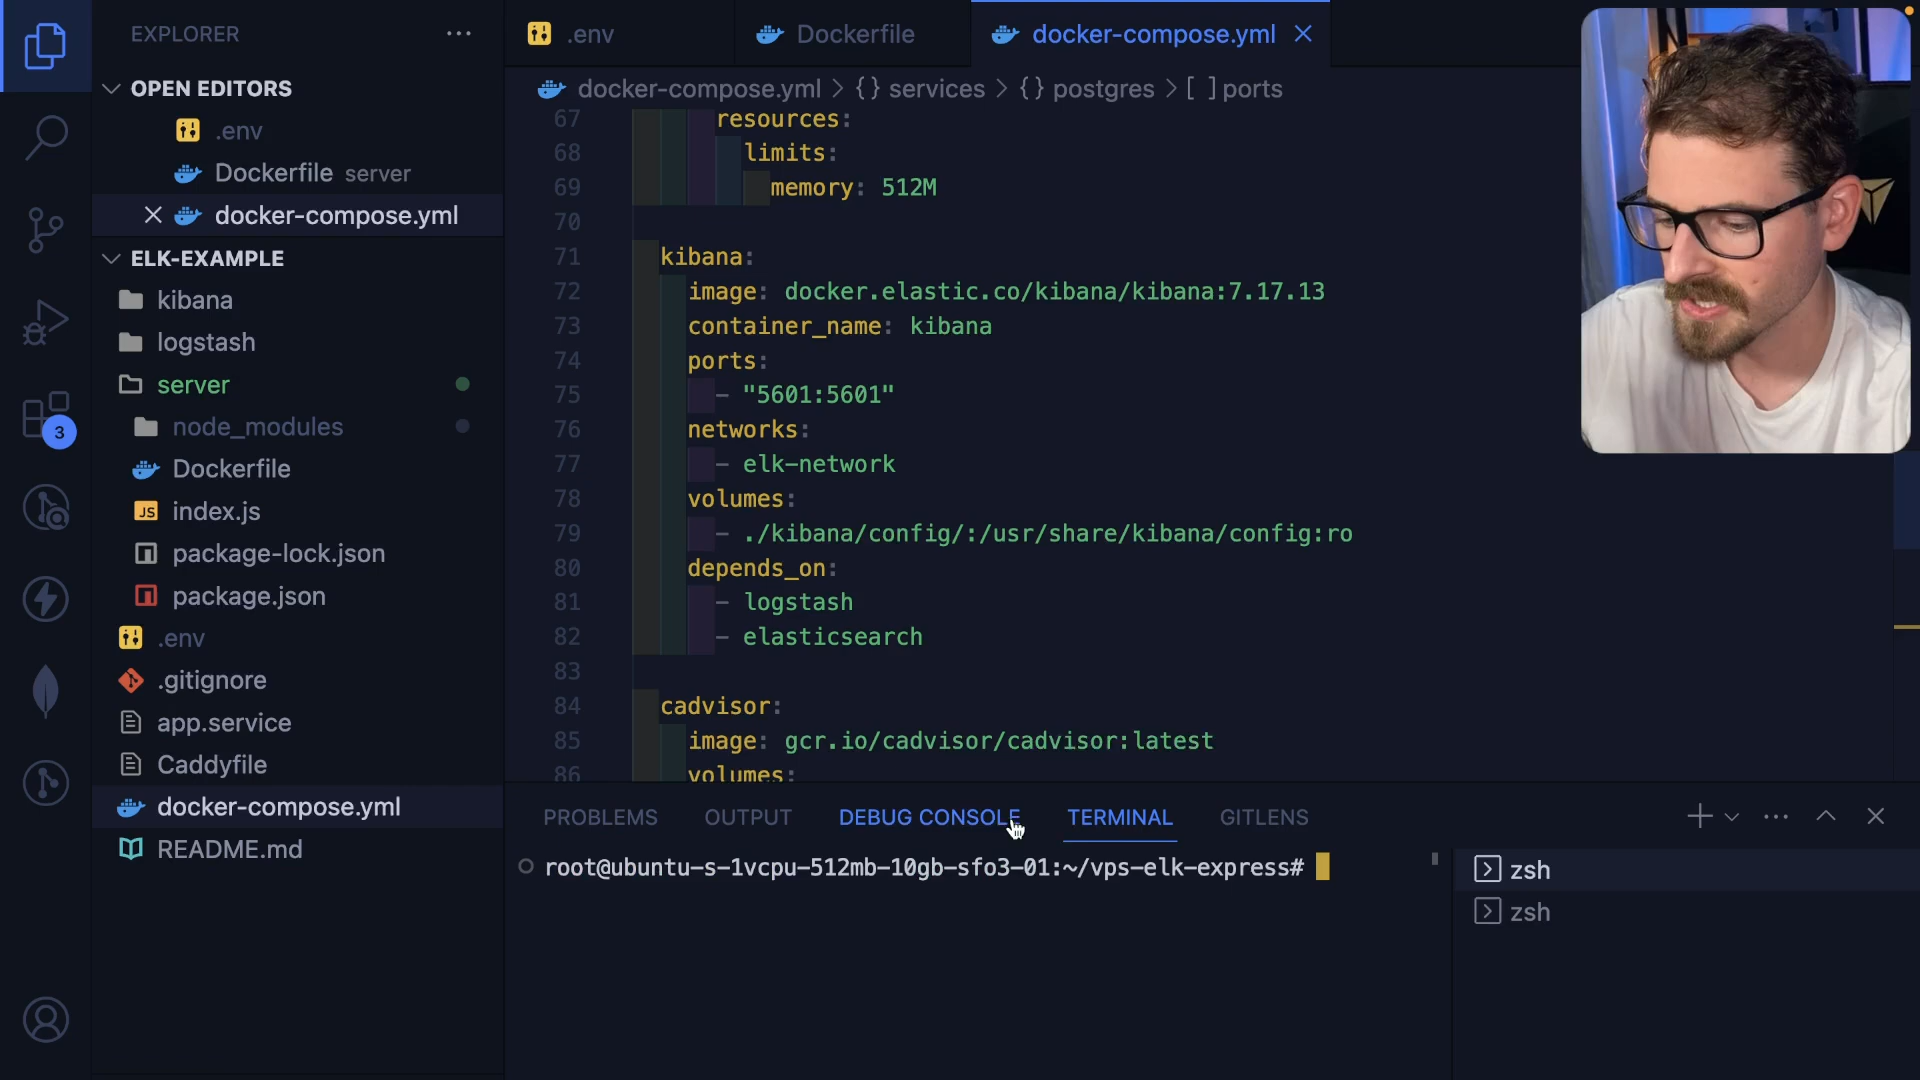 EXPLORER
OPEN EDITORS
.env
Dockerfile server
docker-compose.yml
ELK-EXAMPLE
kibana
logstash
server
node_modules
Dockerfile
JS index.js
package-lock.json
package.json
.env
.gitignore
app.service
Caddyfile
docker-compose.yml
README.md
3
.env
Dockerfile
docker-compose.yml
docker-compose.yml > {} services > {} postgres > [ ] ports
67 resources:
68 limits:
69 memory: 512M
70
71 kibana:
72 image: docker.elastic.co/kibana/kibana:7.17.13
73 container_name: kibana
74 ports:
75 - "5601:5601"
76 networks:
77 - elk-network
78 volumes:
79 - ./kibana/config/:/usr/share/kibana/config:ro
80 depends_on:
81 - logstash
82 - elasticsearch
83
84 cadvisor:
85 image: gcr.io/cadvisor/cadvisor:latest
86 volumes:
PROBLEMS OUTPUT DEBUG CONSOLE TERMINAL GITLENS
root@ubuntu-s-1vcpu-512mb-10gb-sfo3-01:~/vps-elk-express#
zsh
zsh